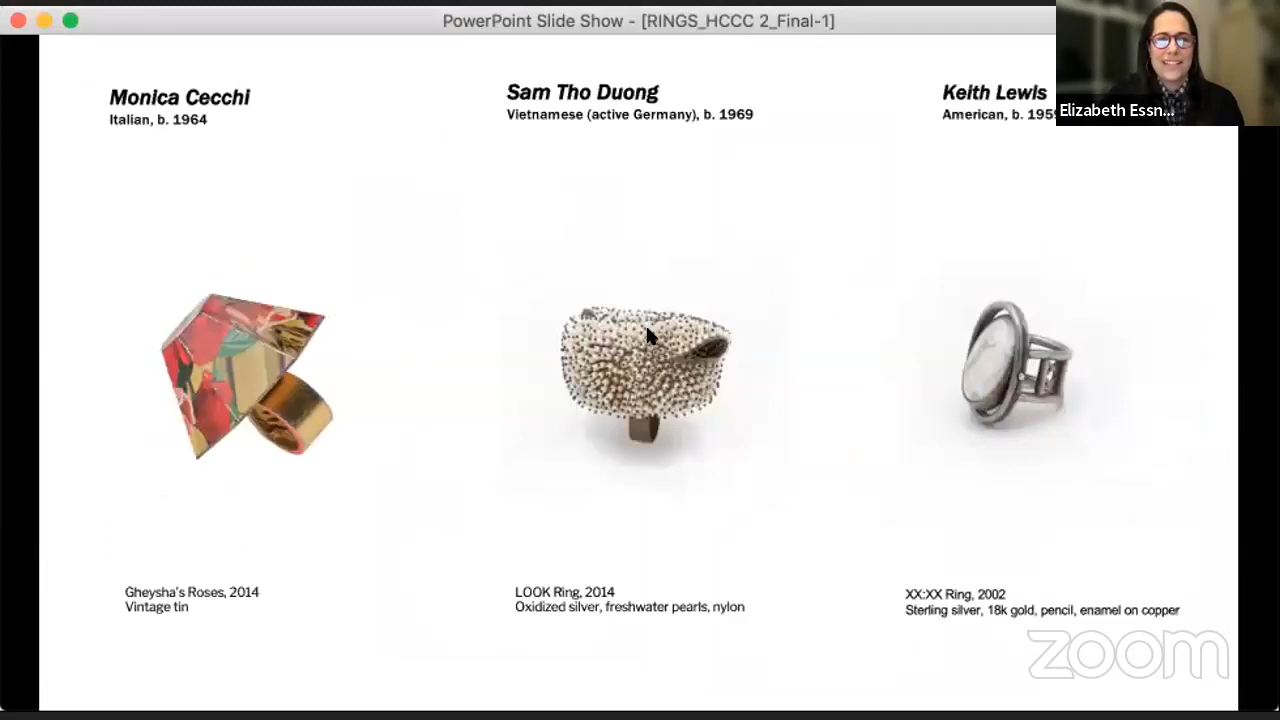 PowerPoint Slide Show - [RINGS_HCCC 2_Final-1]
Monica Cecchi
Italian, b. 1964
Sam Tho Duong
Vietnamese (active Germany), b. 1969
Keith Lewis
American, b. 1959
Elizabeth Essn...
Gheysha's Roses, 2014
Vintage tin
LOOK Ring, 2014
Oxidized silver, freshwater pearls, nylon
XX:XX Ring, 2002
Sterling silver, 18k gold, pencil, enamel on copper
zoom